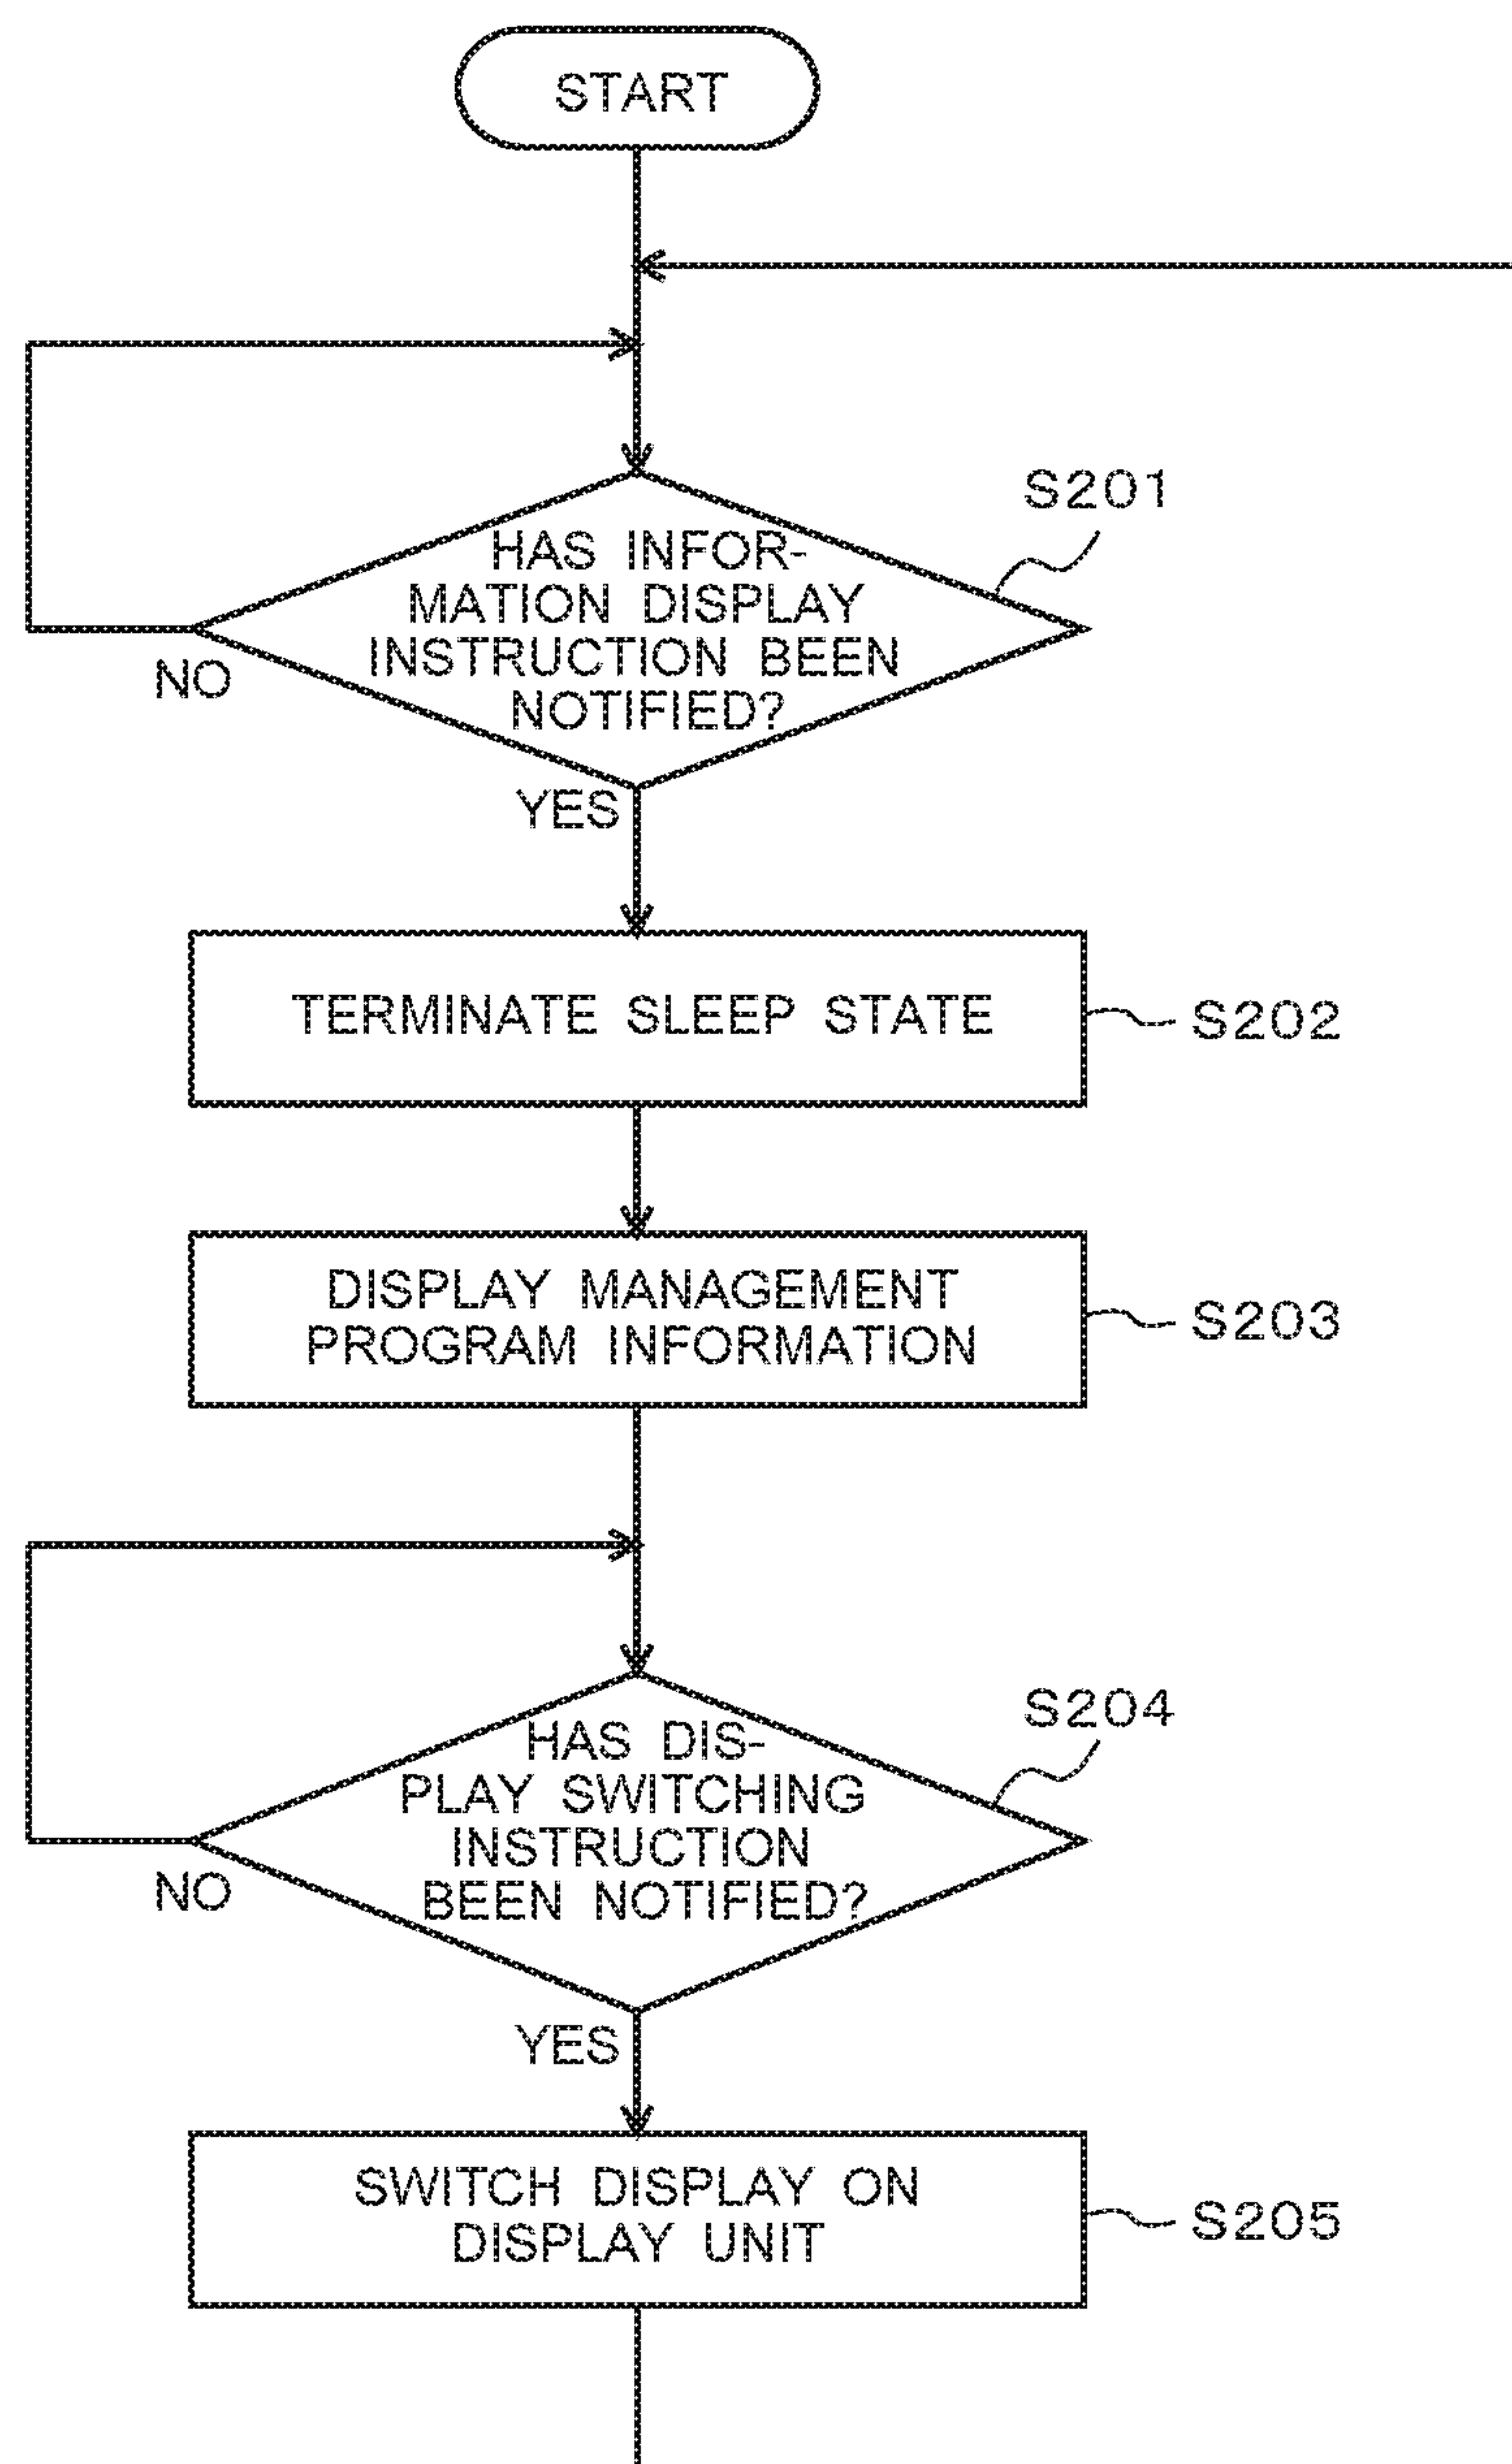 START
S201
HAS INFOR-
MATION DISPLAY
INSTRUCTION BEEN
NOTIFIED?
NO
YES
TERMINATE SLEEP STATE
S202
DISPLAY MANAGEMENT
PROGRAM INFORMATION
S203
S204
HAS DIS-
PLAY SWITCHING
INSTRUCTION
BEEN NOTIFIED?
NO
YES
SWITCH DISPLAY ON
DISPLAY UNIT
S205